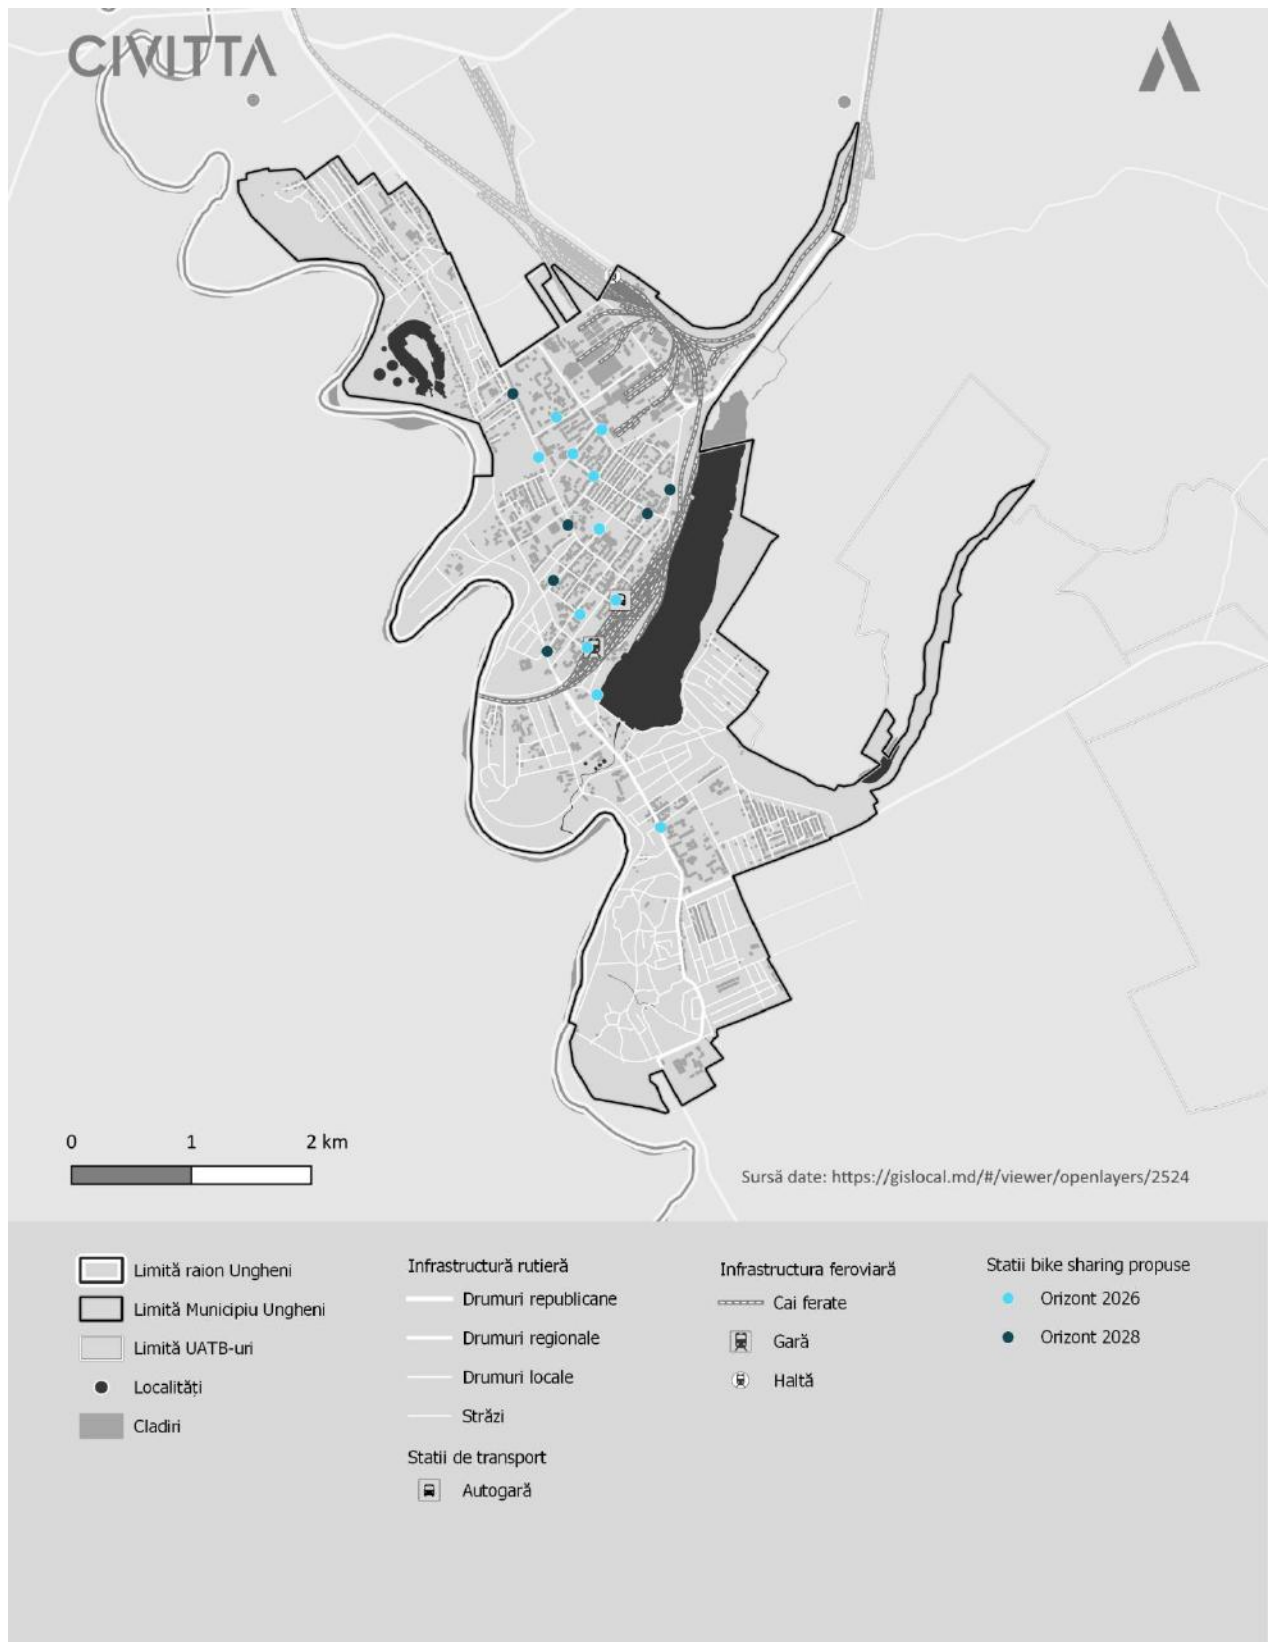 CIVITTA
0 1 2 km
Sursă date: https://gislocal.md/#/viewer/openlayers/2524
Limită raion Ungheni
Limită Municipiu Ungheni
Limită UATB-uri
Localități
Cladiri
Infrastructură rutieră
Drumuri republicane
Drumuri regionale
Drumuri locale
Străzi
Statii de transport
Autogară
Infrastructura feroviară
Cai ferate
Gară
Haltă
Statii bike sharing propuse
Orizont 2026
Orizont 2028